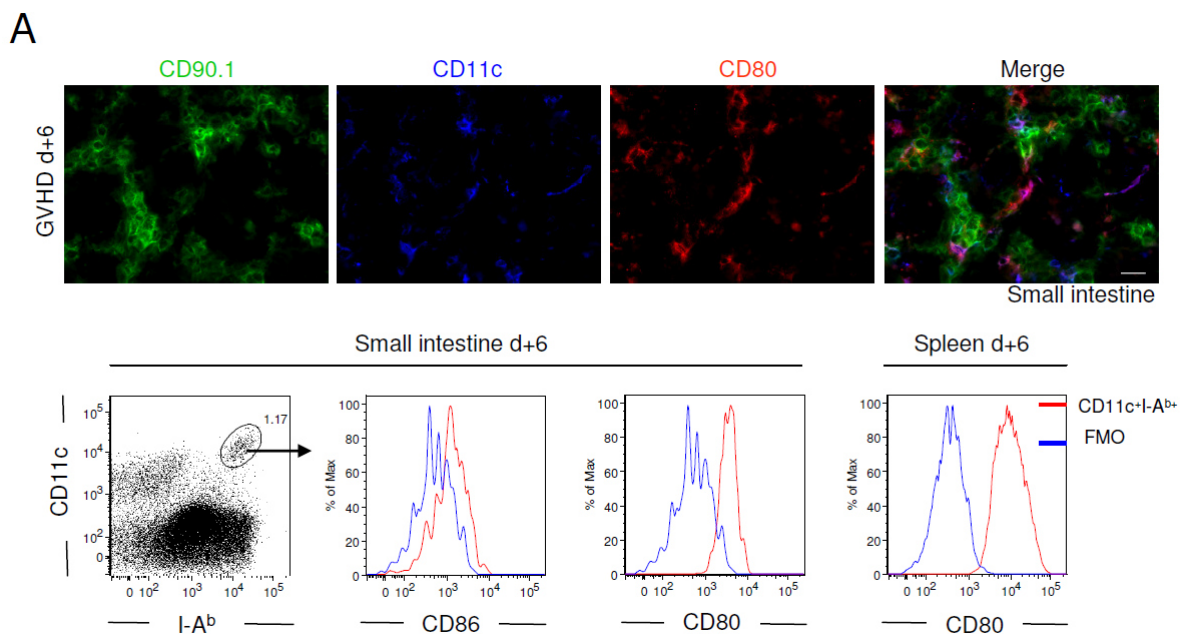 A
CD90.1 CD11c CD80 Merge
GVHD d+6
Small intestine
Small intestine d+6 Spleen d+6
CD11c
10⁵
10⁴
10³
10²
0
1.17
0 10² 10³ 10⁴ 10⁵
I-Aᵇ
% of Max
100
80
60
40
20
0
0 10² 10³ 10⁴ 10⁵
CD86
% of Max
100
80
60
40
20
0
0 10² 10³ 10⁴ 10⁵
CD80
% of Max
100
80
60
40
20
0
0 10² 10³ 10⁴ 10⁵
CD80
CD11c⁺I-Aᵇ⁺
FMO